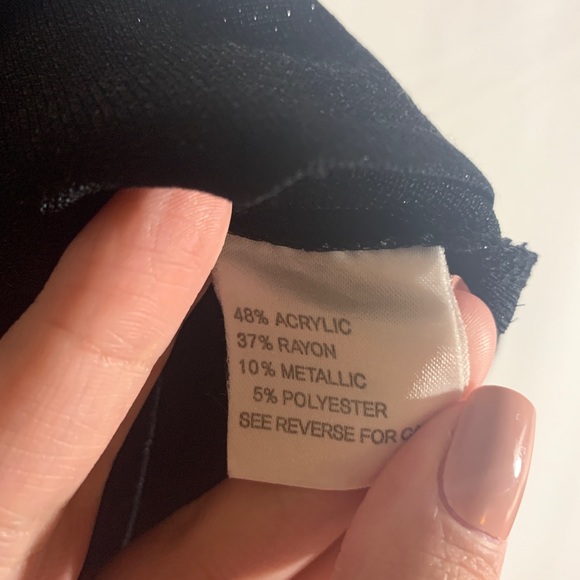 48% ACRYLIC
37% RAYON
10% METALLIC
5% POLYESTER
SEE REVERSE FOR